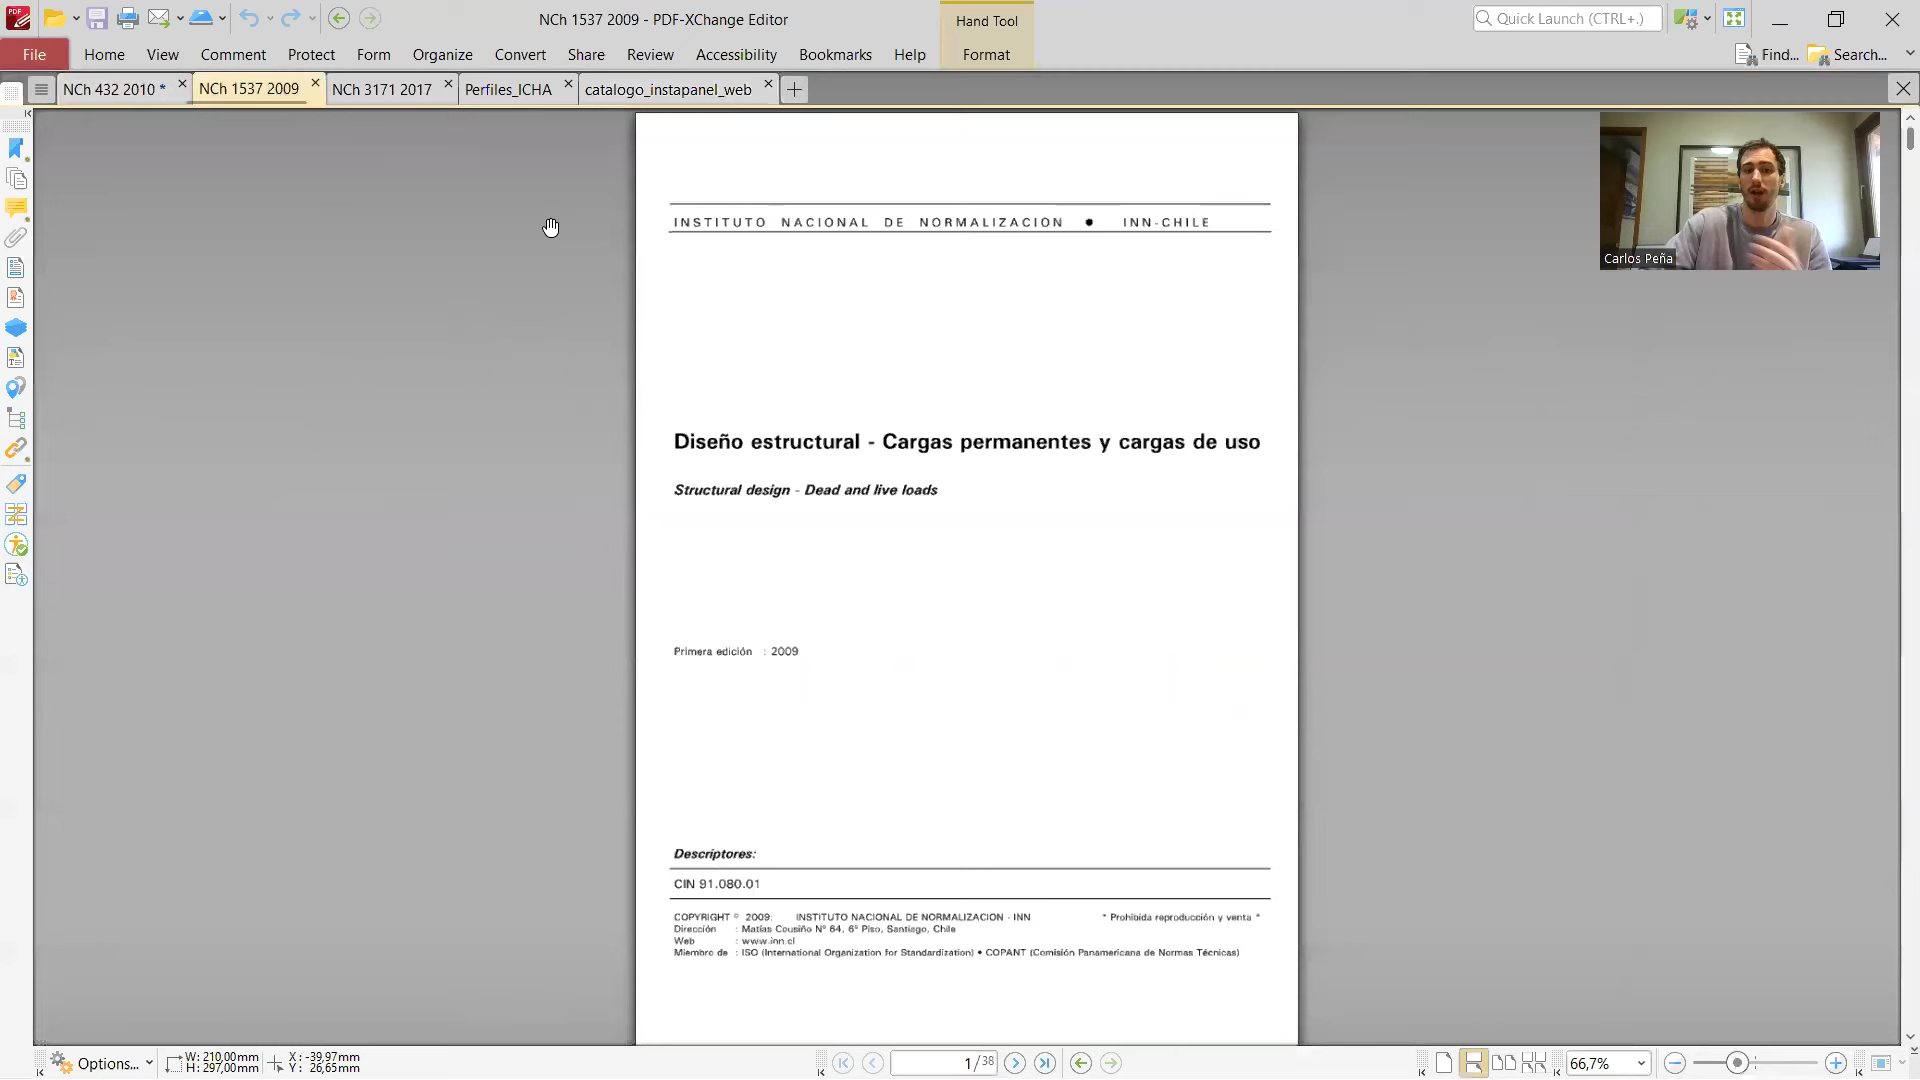 NCh 1537 2009 - PDF-XChange Editor
Hand Tool
Quick Launch (CTRL+.)
File
Home
View
Comment
Protect
Form
Organize
Convert
Share
Review
Accessibility
Bookmarks
Help
Format
Find...
Search...
NCh 432 2010 *
NCh 1537 2009
NCh 3171 2017
Perfiles_ICHA
catalogo_instapanel_web
INSTITUTO NACIONAL DE NORMALIZACION ● INN-CHILE
Carlos Peña
Diseño estructural - Cargas permanentes y cargas de uso
Structural design - Dead and live loads
Primera edición : 2009
Descriptores:
CIN 91.080.01
COPYRIGHT © 2009: INSTITUTO NACIONAL DE NORMALIZACION - INN * Prohibida reproducción y venta *
Dirección : Matías Cousiño Nº 64, 6º Piso, Santiago, Chile
Web : www.inn.cl
Miembro de : ISO (International Organization for Standardization) • COPANT (Comisión Panamericana de Normas Técnicas)
Options...
W: 210,00mm
H: 297,00mm
X: -39,97mm
Y: 26,65mm
1 / 38
66,7%